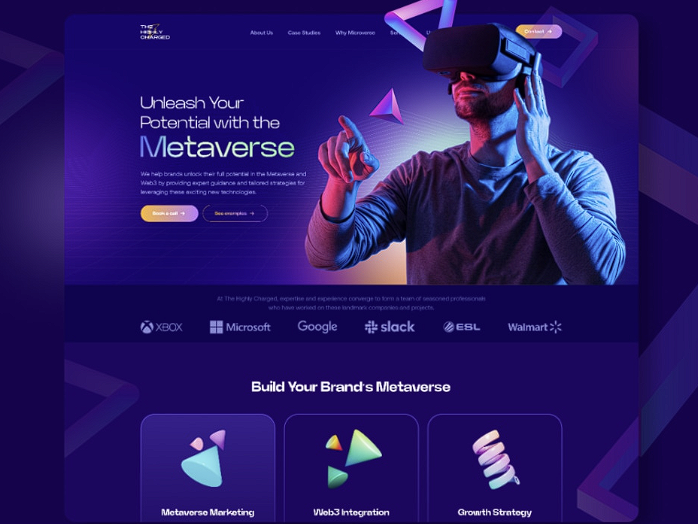 THE
HIGHLY
CHARGED
About Us
Case Studies
Why Microverse
Contact →
Unleash Your
Potential with the
Metaverse
We help brands unlock their full potential in the Metaverse and
Web3 by providing expert guidance and tailored strategies for
leveraging these exciting new technologies.
Book a call →
See examples →
At The Highly Charged, expertise and experience converge to form a team of seasoned professionals
who have worked on these landmark companies and projects.
XBOX
Microsoft
Google
slack
ESL
Walmart
Build Your Brand's Metaverse
Metaverse Marketing
Web3 Integration
Growth Strategy